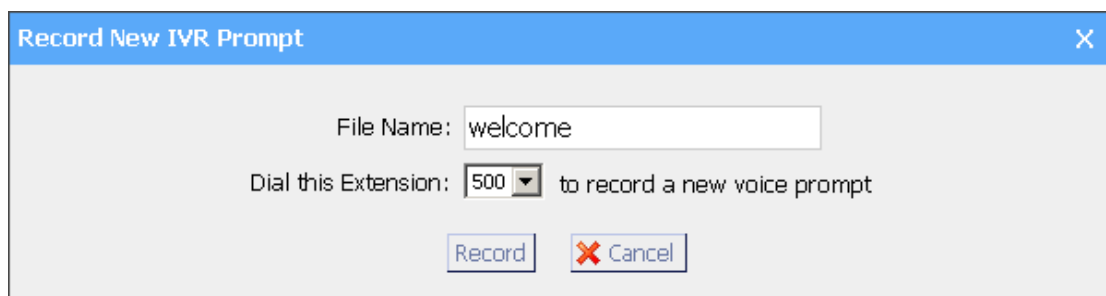 Record New IVR Prompt X
File Name: welcome
Dial this Extension: 500 to record a new voice prompt
Record Cancel